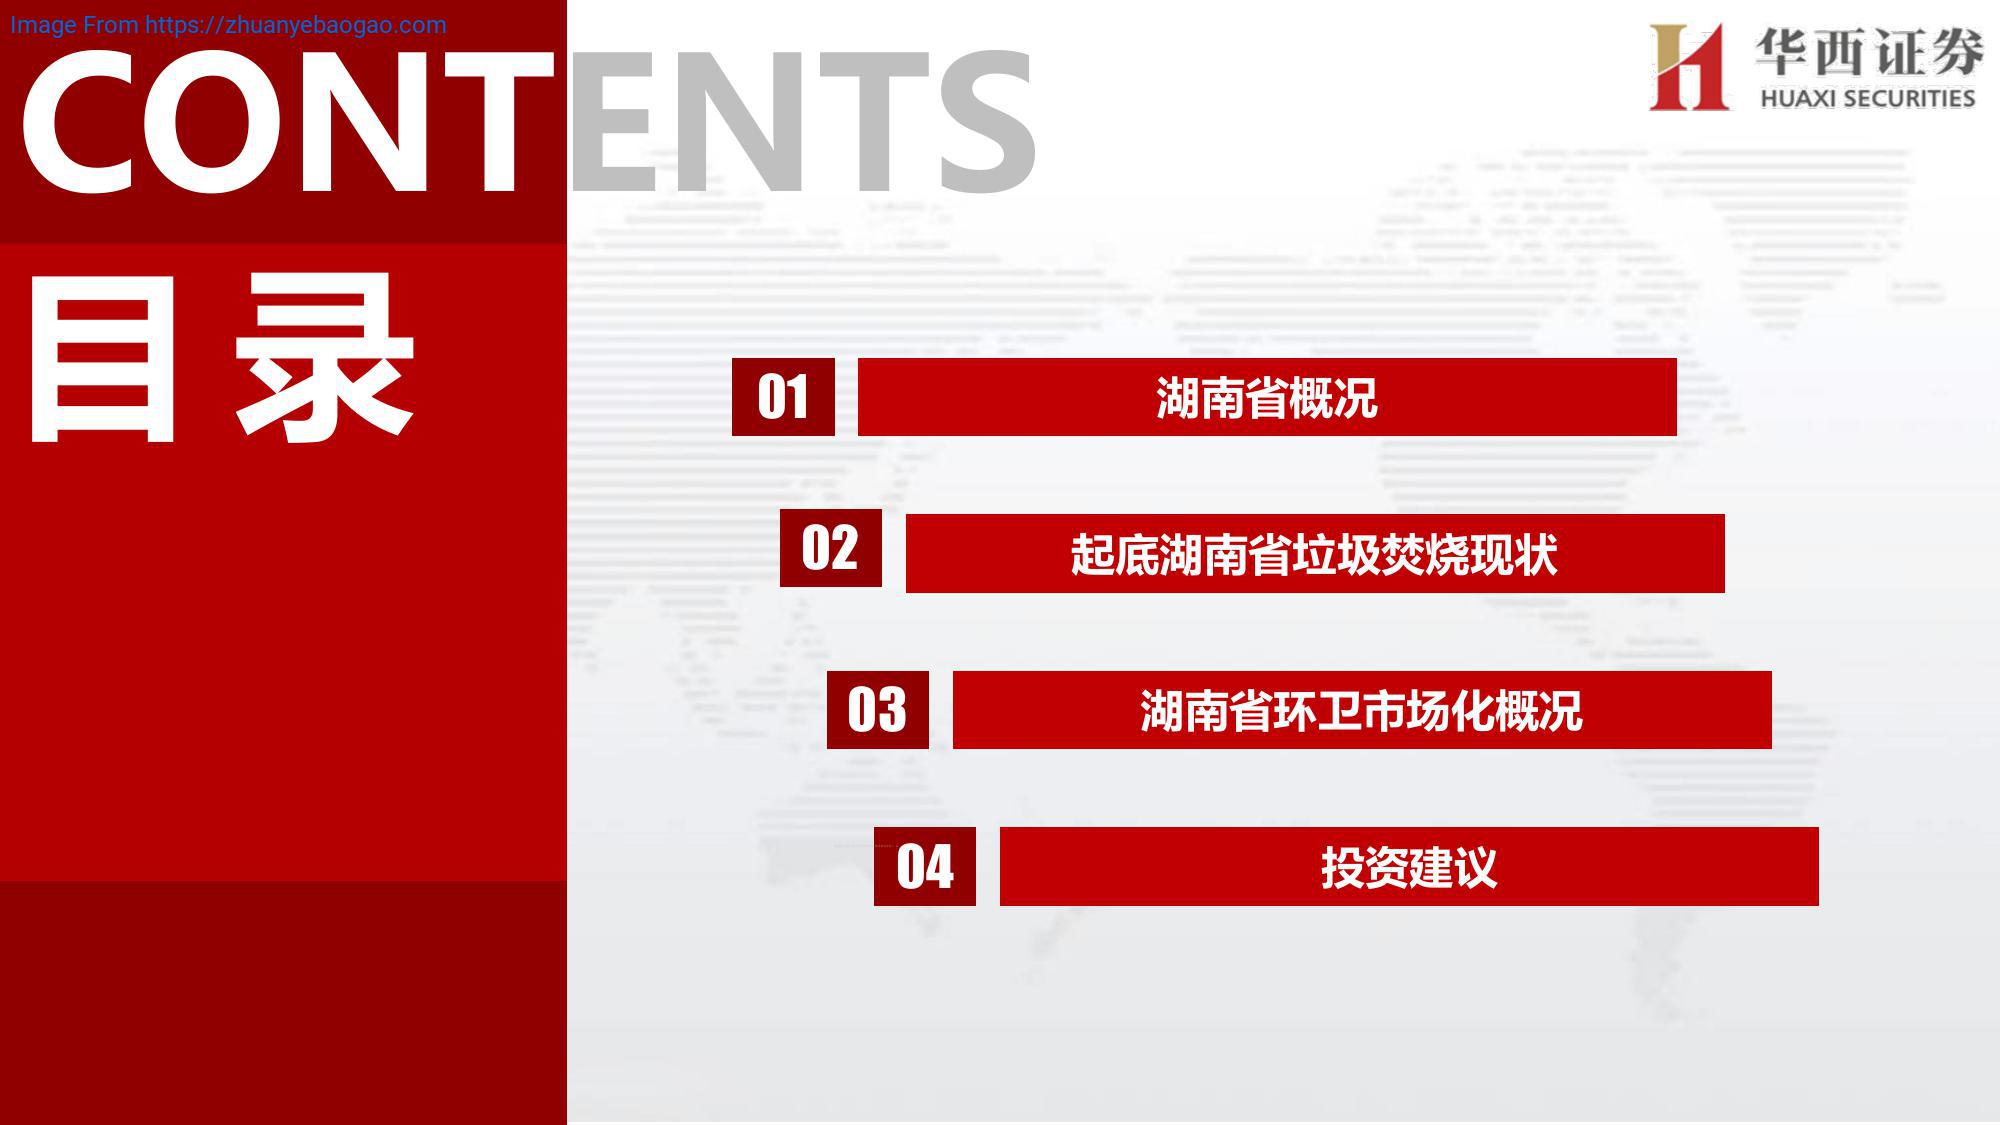 Image From https://zhuanyebaogao.com
CONTENTS
华西证券
HUAXI SECURITIES
目录
01 湖南省概况
02 起底湖南省垃圾焚烧现状
03 湖南省环卫市场化概况
04 投资建议